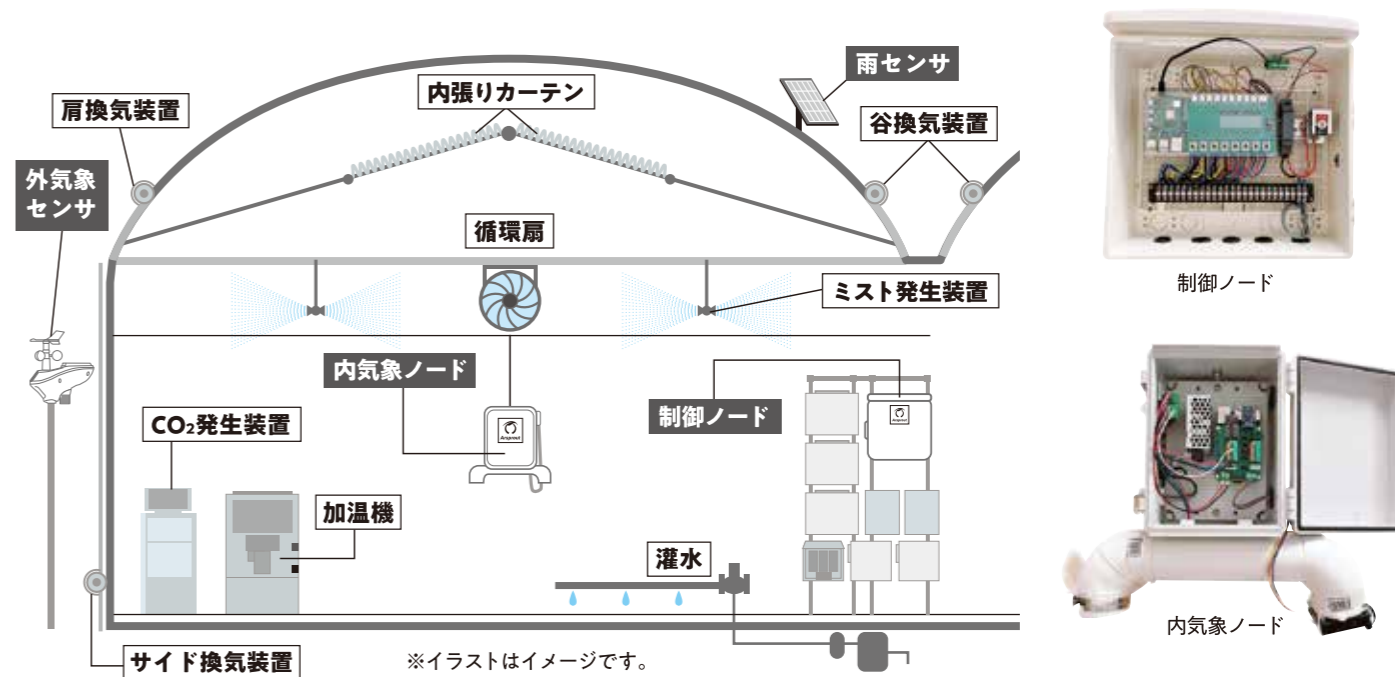 雨センサ
内張りカーテン
肩換気装置
谷換気装置
外気象
センサ
循環扇
ミスト発生装置
制御ノード
内気象ノード
制御ノード
Arsprout
Arsprout
CO₂発生装置
加温機
灌水
内気象ノード
サイド換気装置
※イラストはイメージです。